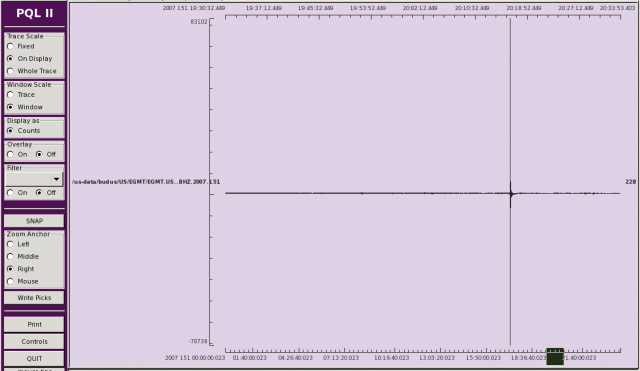 PQL II
Trace Scale
Fixed
On Display
Whole Trace
Window Scale
Trace
Window
Display as
Counts
Overlay
On Off
Filter
On Off
SNAP
Zoom Anchor
Left
Middle
Right
Mouse
Write Picks
Print
Controls
QUIT
2007 151 19:30:32.449 19:37:12.449 19:45:32.449 19:53:52.449 20:02:12.449 20:10:32.449 20:18:52.449 20:27:12.449 20:33:53.403
83102
/us-data/budus/US/EGMT/EGMT.US..BHZ.2007.151 228
-70738
2007 151 00:00:00.023 01:40:00.023 04:26:40.023 07:13:20.023 10:16:40.023 13:03:20.023 15:50:00.023 18:36:40.023 :40:00.023